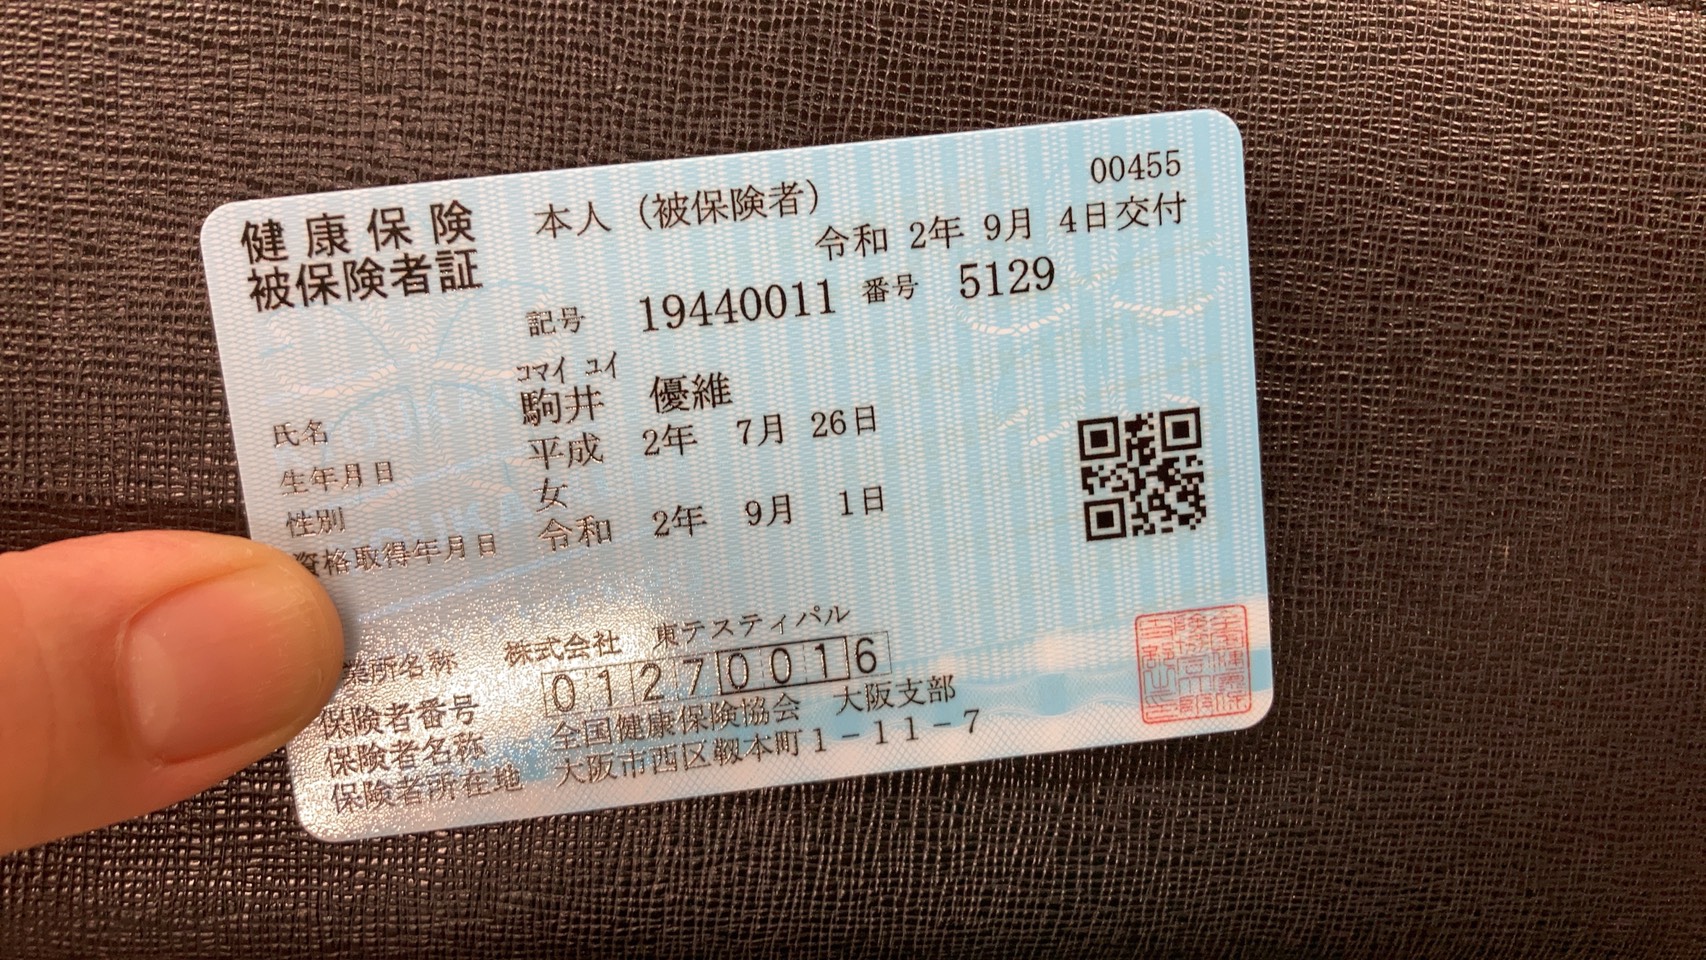 00455
健康保険
被保険者証
本人（被保険者）
令和 2年 9月 4日交付
記号 19440011 番号 5129
ｺﾏｲ ﾕｲ
氏名 駒井 優維
生年月日 平成 2年 7月 26日
性別 女
資格取得年月日 令和 2年 9月 1日
業所名称 株式会社 東テスティパル
保険者番号 01270016
保険者名称 全国健康保険協会 大阪支部
保険者所在地 大阪市西区靱本町1-11-7